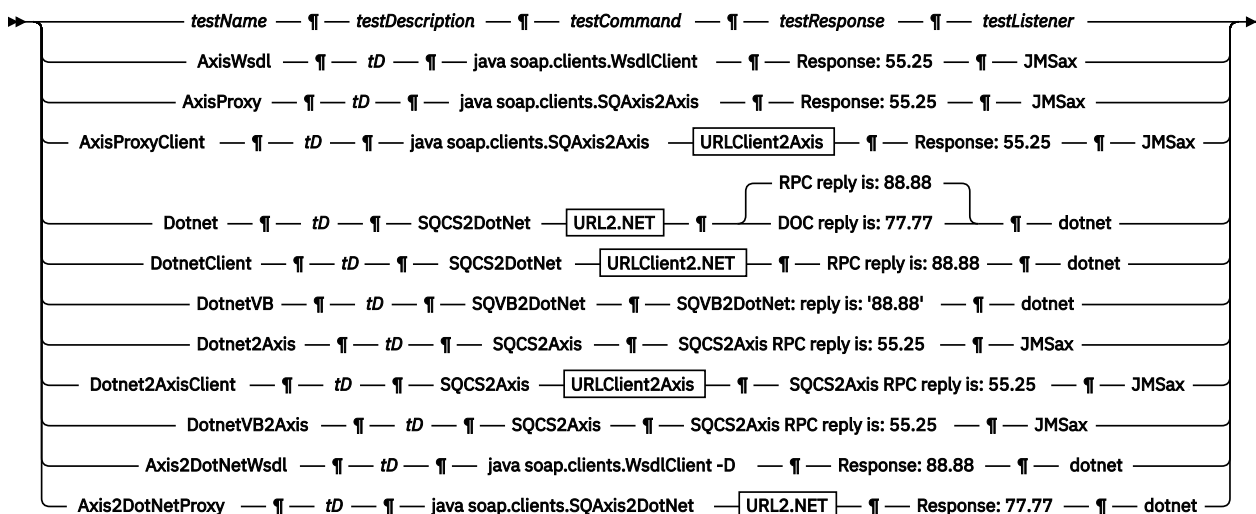 testName ¶ testDescription ¶ testCommand ¶ testResponse ¶ testListener
AxisWsdl ¶ tD ¶ java soap.clients.WsdlClient ¶ Response: 55.25 ¶ JMSax
AxisProxy ¶ tD ¶ java soap.clients.SQAxis2Axis ¶ Response: 55.25 ¶ JMSax
AxisProxyClient ¶ tD ¶ java soap.clients.SQAxis2Axis URLClient2Axis ¶ Response: 55.25 ¶ JMSax
RPC reply is: 88.88
Dotnet ¶ tD ¶ SQCS2DotNet URL2.NET ¶ DOC reply is: 77.77 ¶ dotnet
DotnetClient ¶ tD ¶ SQCS2DotNet URLClient2.NET ¶ RPC reply is: 88.88 ¶ dotnet
DotnetVB ¶ tD ¶ SQVB2DotNet ¶ SQVB2DotNet: reply is: '88.88' ¶ dotnet
Dotnet2Axis ¶ tD ¶ SQCS2Axis ¶ SQCS2Axis RPC reply is: 55.25 ¶ JMSax
Dotnet2AxisClient ¶ tD ¶ SQCS2Axis URLClient2Axis ¶ SQCS2Axis RPC reply is: 55.25 ¶ JMSax
DotnetVB2Axis ¶ tD ¶ SQCS2Axis ¶ SQCS2Axis RPC reply is: 55.25 ¶ JMSax
Axis2DotNetWsdl ¶ tD ¶ java soap.clients.WsdlClient -D ¶ Response: 88.88 ¶ dotnet
Axis2DotNetProxy ¶ tD ¶ java soap.clients.SQAxis2DotNet URL2.NET ¶ Response: 77.77 ¶ dotnet